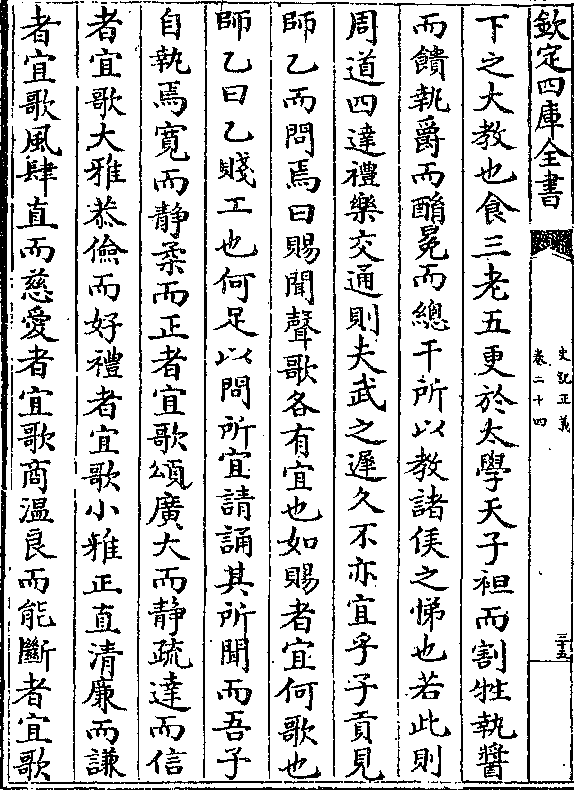 欽定四庫全書
史記正義
卷二十四
三十五
下之大教也食三老五更於太學天子袒而割牲執醬
而饋執爵而酳冕而總干所以教諸侯之悌也若此則
周道四達禮樂交通則夫武之遲久不亦宜乎子貢見
師乙而問焉曰賜聞聲歌各有宜也如賜者宜何歌也
師乙曰乙賤工也何足以問所宜請誦其所聞而吾子
自執焉寬而静柔而正者宜歌頌廣大而静疏達而信
者宜歌大雅恭儉而好禮者宜歌小雅正直清廉而謙
者宜歌風肆直而慈愛者宜歌商温良而能斷者宜歌